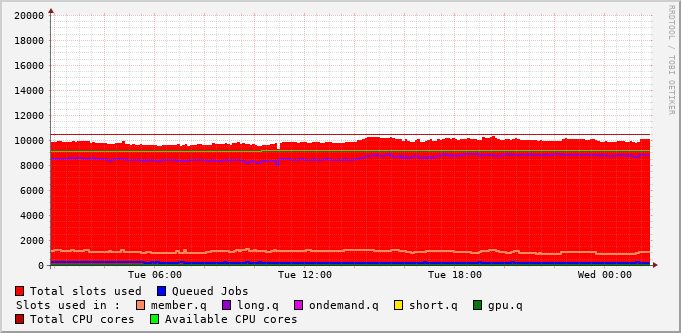 RRDTOOL / TOBI OETIKER
20000
18000
16000
14000
12000
10000
8000
6000
4000
2000
0
Tue 06:00 Tue 12:00 Tue 18:00 Wed 00:00
Total slots used Queued Jobs
Slots used in : member.q long.q ondemand.q short.q gpu.q
Total CPU cores Available CPU cores